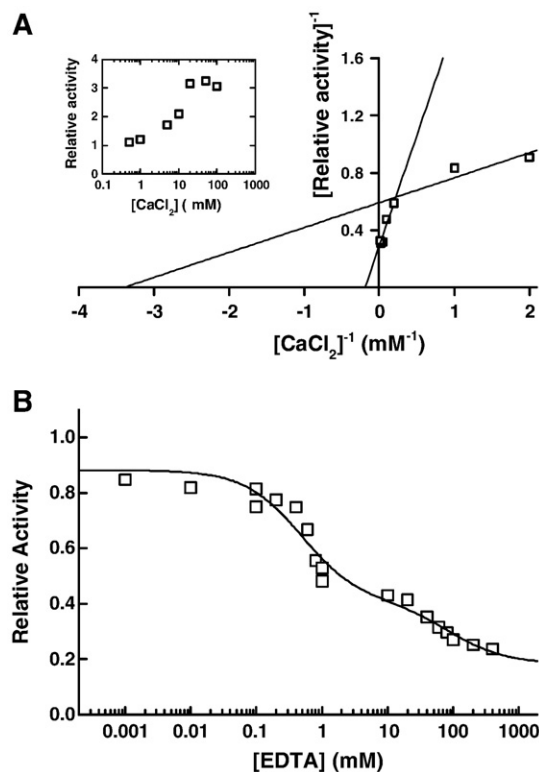 A
Relative activity
4
3
2
1
0
0.1 1 10 100 1000
[CaCl2] ( mM)
[Relative activity]-1
1.6
1.2
0.8
0.4
-4 -3 -2 -1 0 1 2
[CaCl2]-1 (mM-1)
B
Relative Activity
1.0
0.8
0.6
0.4
0.2
0.0
0.001 0.01 0.1 1 10 100 1000
[EDTA] (mM)